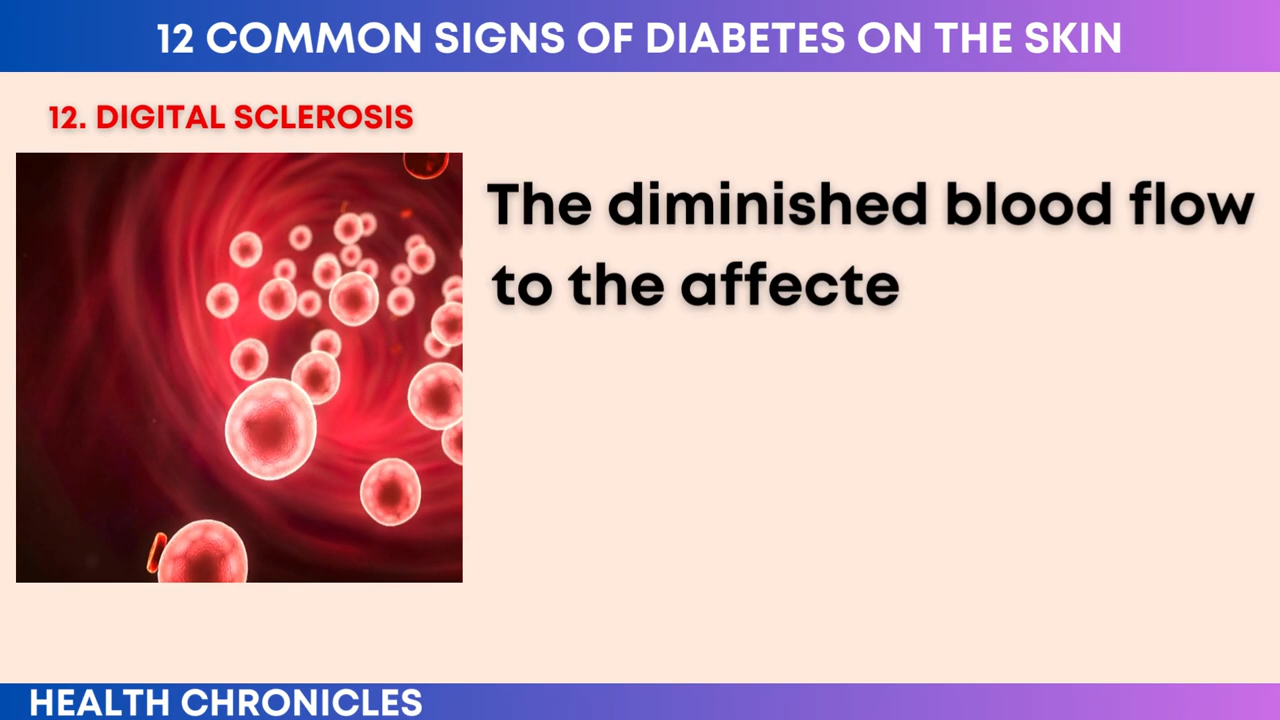 12 COMMON SIGNS OF DIABETES ON THE SKIN
12. DIGITAL SCLEROSIS
The diminished blood flow
to the affecte
HEALTH CHRONICLES